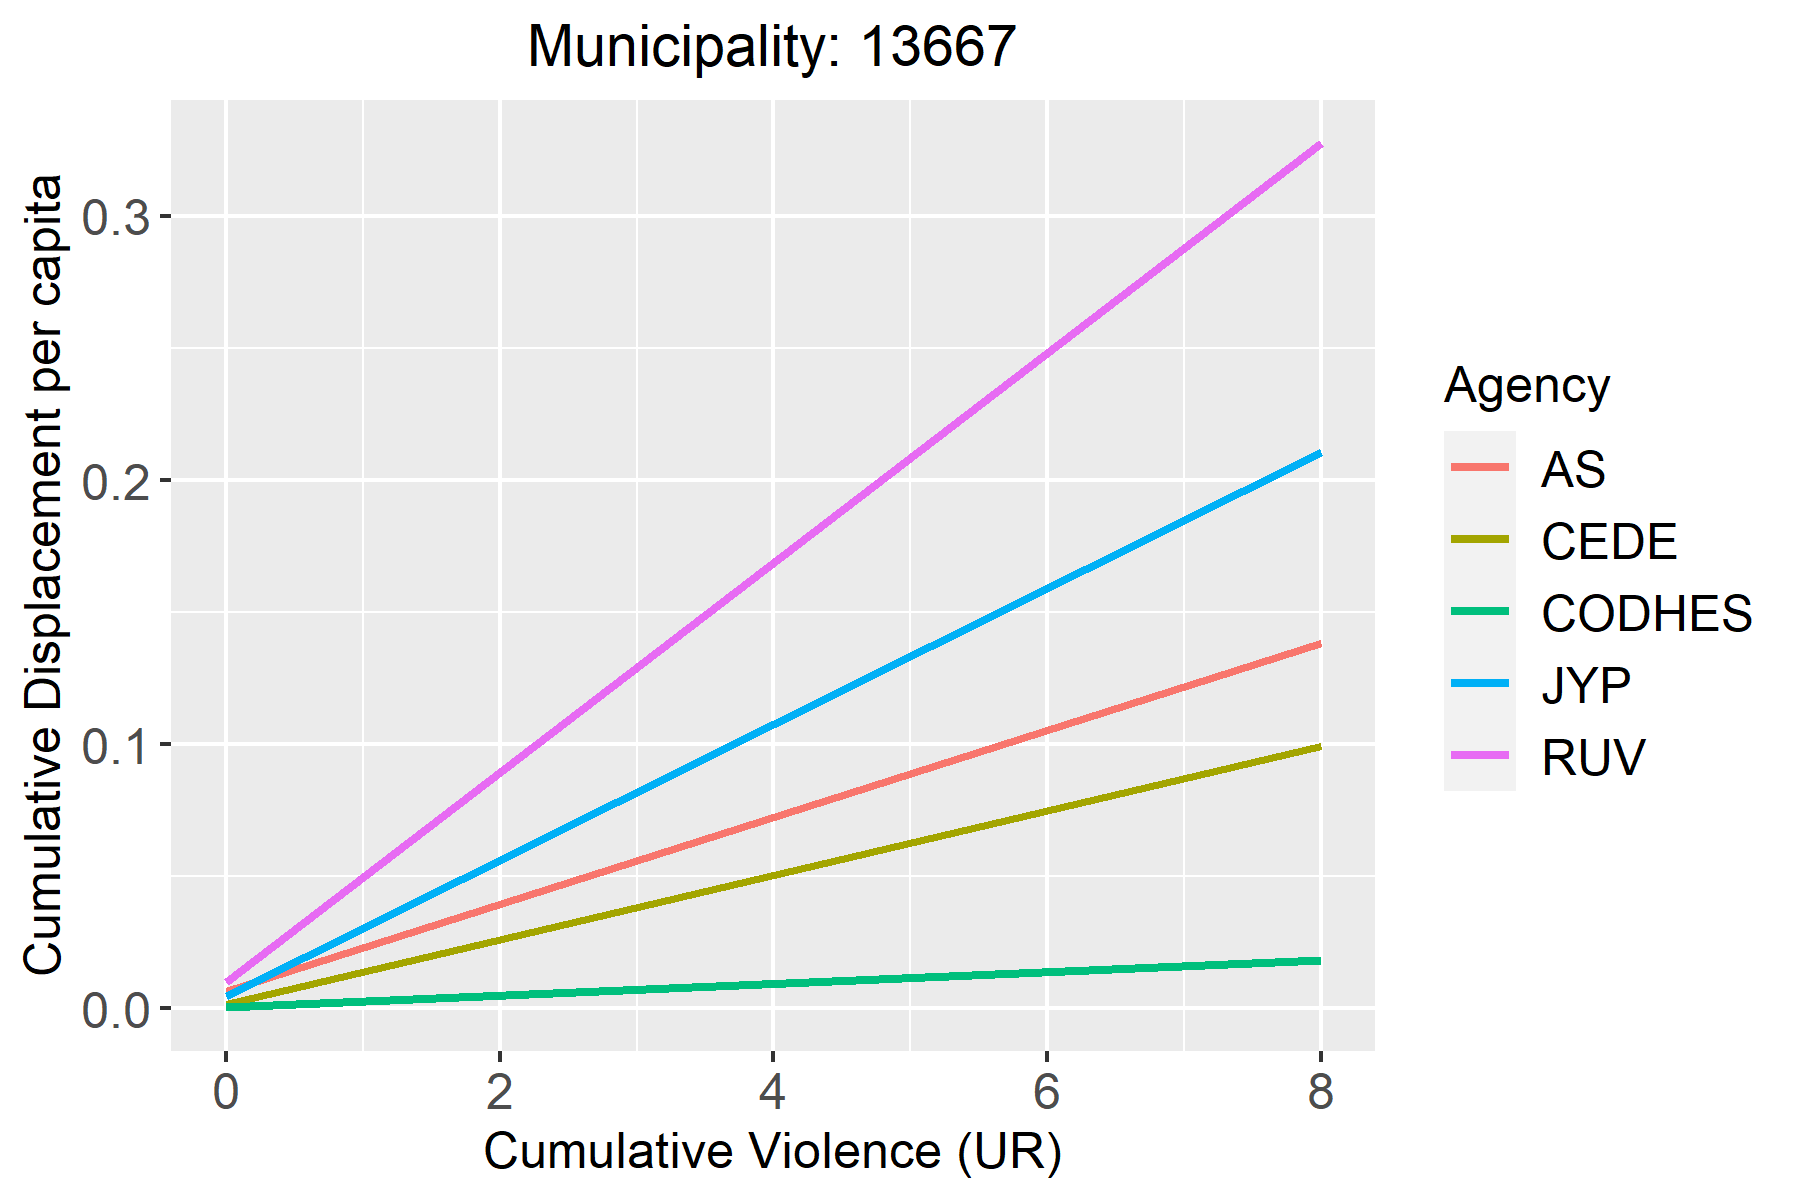 Municipality: 13667
Cumulative Displacement per capita
0.3
0.2
0.1
0.0
0 2 4 6 8
Cumulative Violence (UR)
Agency
AS
CEDE
CODHES
JYP
RUV